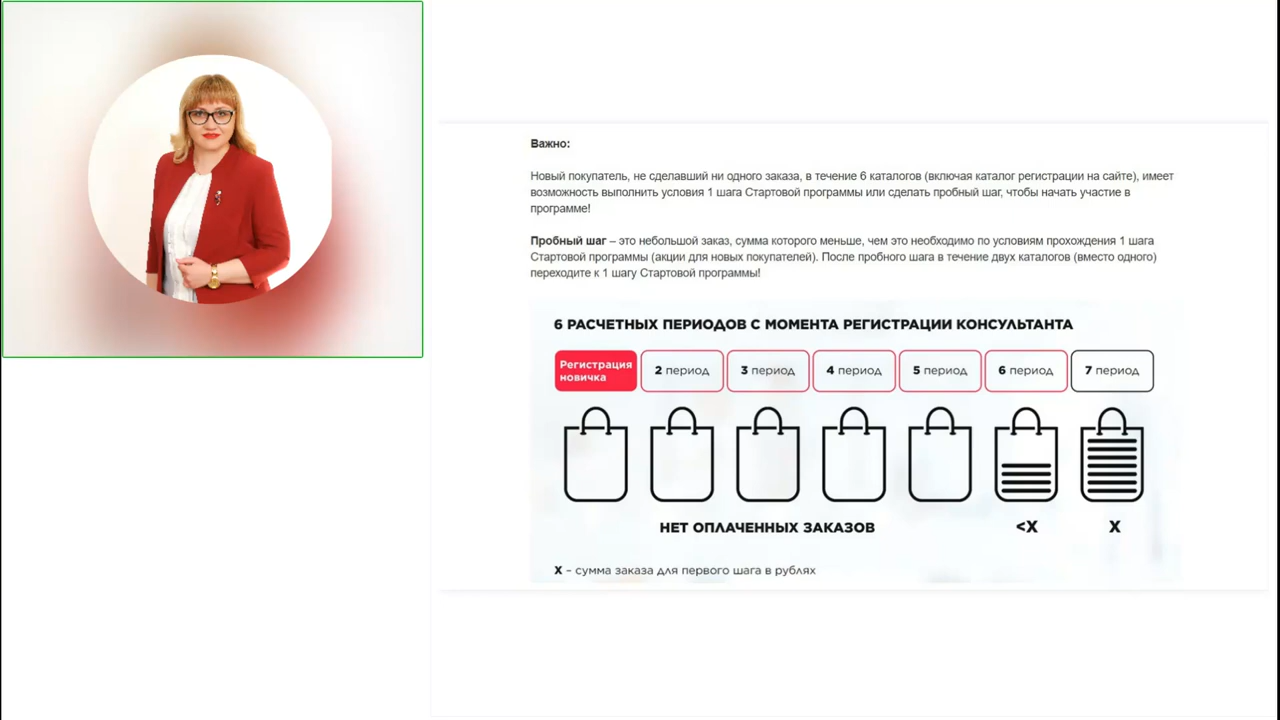 Важно:
Новый покупатель, не сделавший ни одного заказа, в течение 6 каталогов (включая каталог регистрации на сайте), имеет
возможность выполнить условия 1 шага Стартовой программы или сделать пробный шаг, чтобы начать участие в
программе!
Пробный шаг – это небольшой заказ, сумма которого меньше, чем это необходимо по условиям прохождения 1 шага
Стартовой программы (акции для новых покупателей). После пробного шага в течение двух каталогов (вместо одного)
переходите к 1 шагу Стартовой программы!
6 РАСЧЕТНЫХ ПЕРИОДОВ С МОМЕНТА РЕГИСТРАЦИИ КОНСУЛЬТАНТА
Регистрация
новичка
2 период
3 период
4 период
5 период
6 период
7 период
НЕТ ОПЛАЧЕННЫХ ЗАКАЗОВ
<X
X
X – сумма заказа для первого шага в рублях